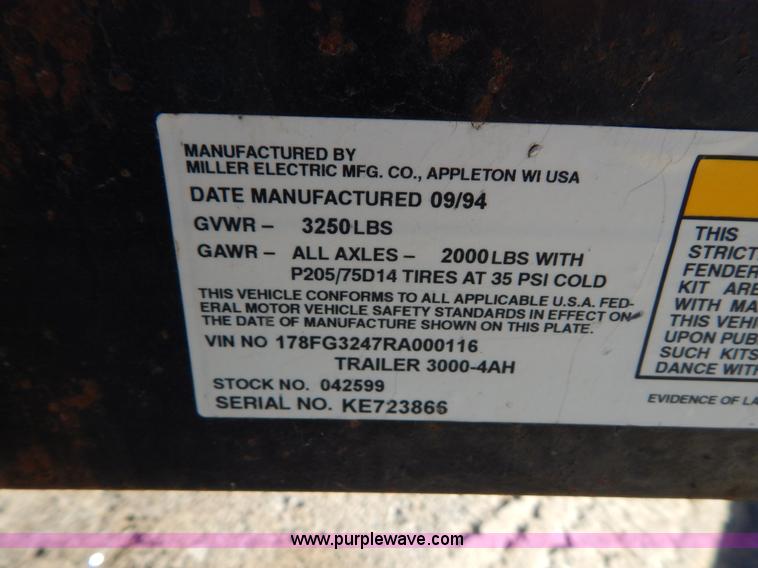 MANUFACTURED BY
MILLER ELECTRIC MFG. CO., APPLETON WI USA
DATE MANUFACTURED 09/94
GVWR – 3250LBS
GAWR – ALL AXLES – 2000LBS WITH
P205/75D14 TIRES AT 35 PSI COLD
THIS VEHICLE CONFORMS TO ALL APPLICABLE U.S.A. FED-
ERAL MOTOR VEHICLE SAFETY STANDARDS IN EFFECT ON
THE DATE OF MANUFACTURE SHOWN ON THIS PLATE.
VIN NO 178FG3247RA000116
TRAILER 3000-4AH
STOCK NO. 042599
SERIAL NO. KE723866
THIS
STRICT
FENDER
KIT ARE
WITH MA
THIS VEHI
UPON PUB
SUCH KITS
DANCE WITH
EVIDENCE OF LA
www.purplewave.com